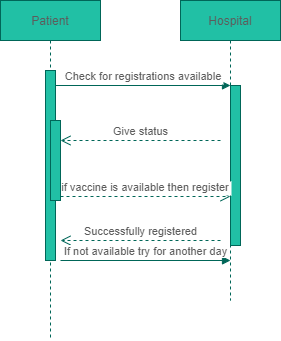 Patient
Hospital
Check for registrations available
Give status
if vaccine is available then register
Successfully registered
If not available try for another day